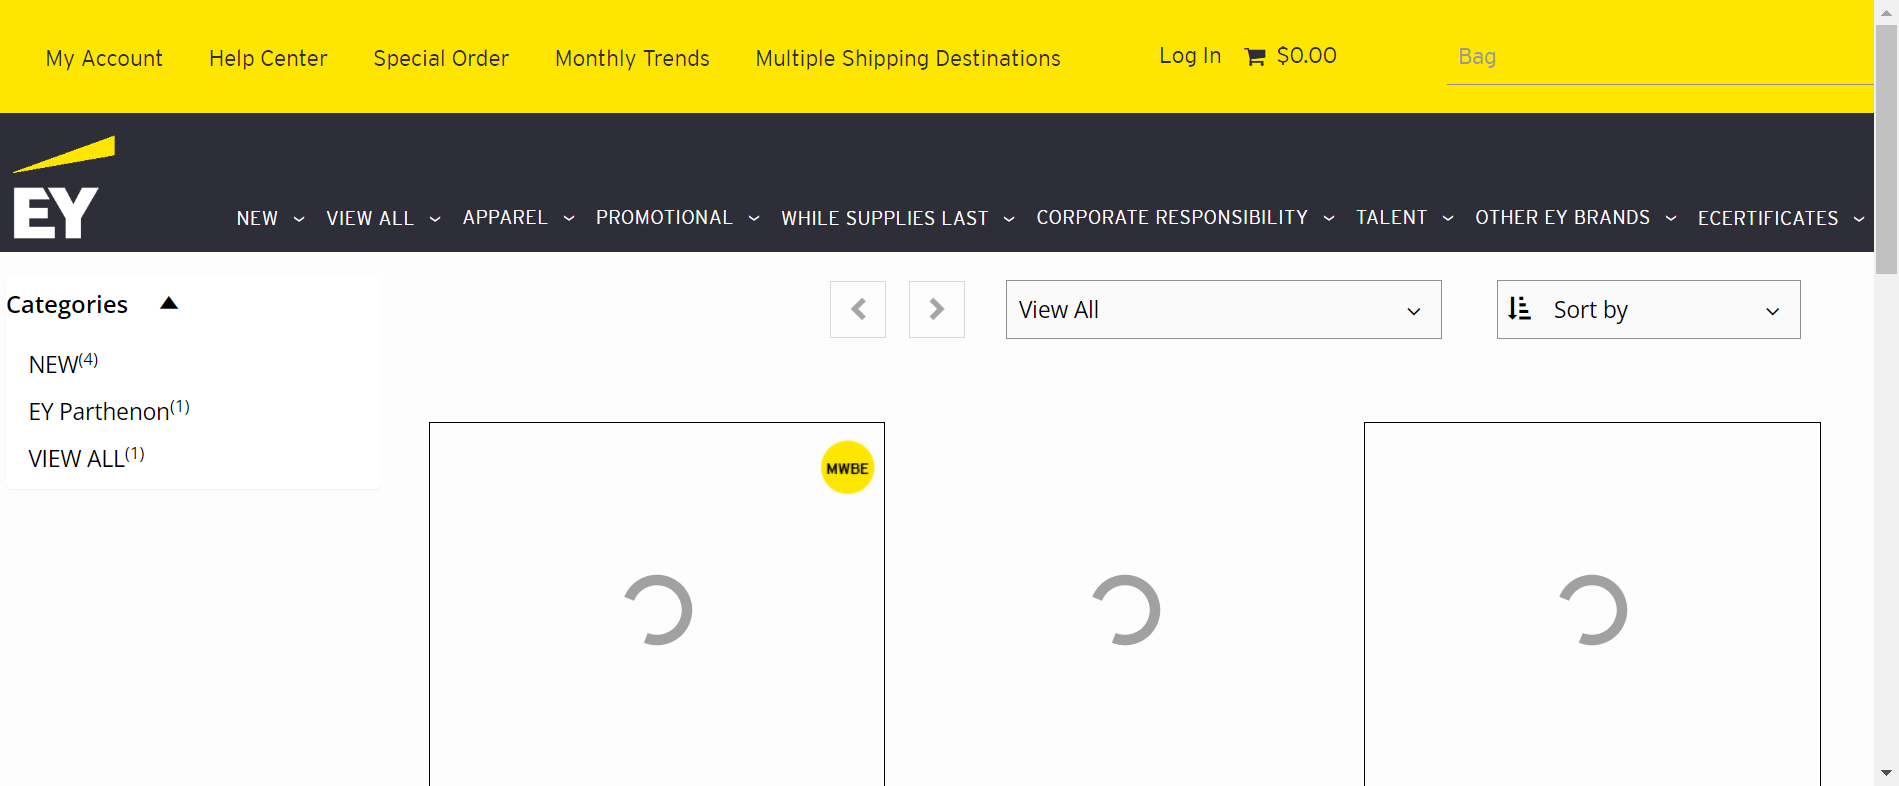 My Account Help Center Special Order Monthly Trends Multiple Shipping Destinations Log In $0.00 Bag
EY
NEW VIEW ALL APPAREL PROMOTIONAL WHILE SUPPLIES LAST CORPORATE RESPONSIBILITY TALENT OTHER EY BRANDS ECERTIFICATES
Categories
NEW(4)
EY Parthenon(1)
VIEW ALL(1)
View All Sort by
MWBE